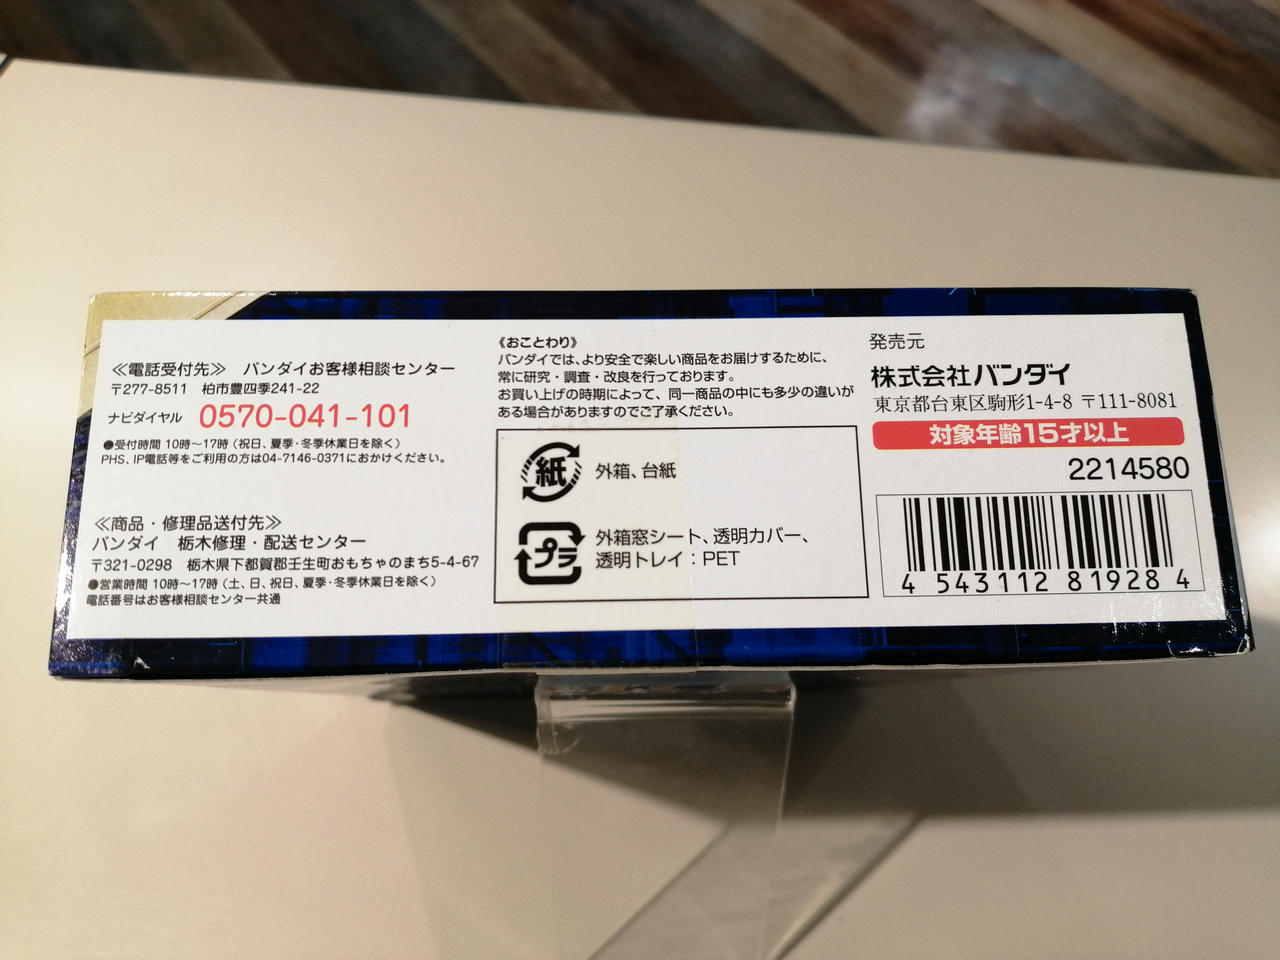 ≪電話受付先≫ バンダイお客様相談センター
〒277-8511 柏市豊四季241-22
ナビダイヤル 0570-041-101
●受付時間 10時〜17時(祝日、夏季・冬季休業日を除く)
PHS、IP電話等をご利用の方は04-7146-0371におかけください。
≪商品・修理品送付先≫
バンダイ 栃木修理・配送センター
〒321-0298 栃木県下都賀郡壬生町おもちゃのまち5-4-67
●営業時間 10時〜17時(土、日、祝日、夏季・冬季休業日を除く)
電話番号はお客様相談センター共通
《おことわり》
バンダイでは、より安全で楽しい商品をお届けするために、
常に研究・調査・改良を行っております。
お買い上げの時期によって、同一商品の中にも多少の違いが
ある場合がありますのでご了承ください。
紙 外箱、台紙
プラ 外箱窓シート、透明カバー、
透明トレイ:PET
発売元
株式会社バンダイ
東京都台東区駒形1-4-8 〒111-8081
対象年齢15才以上
2214580
4 543112 819284